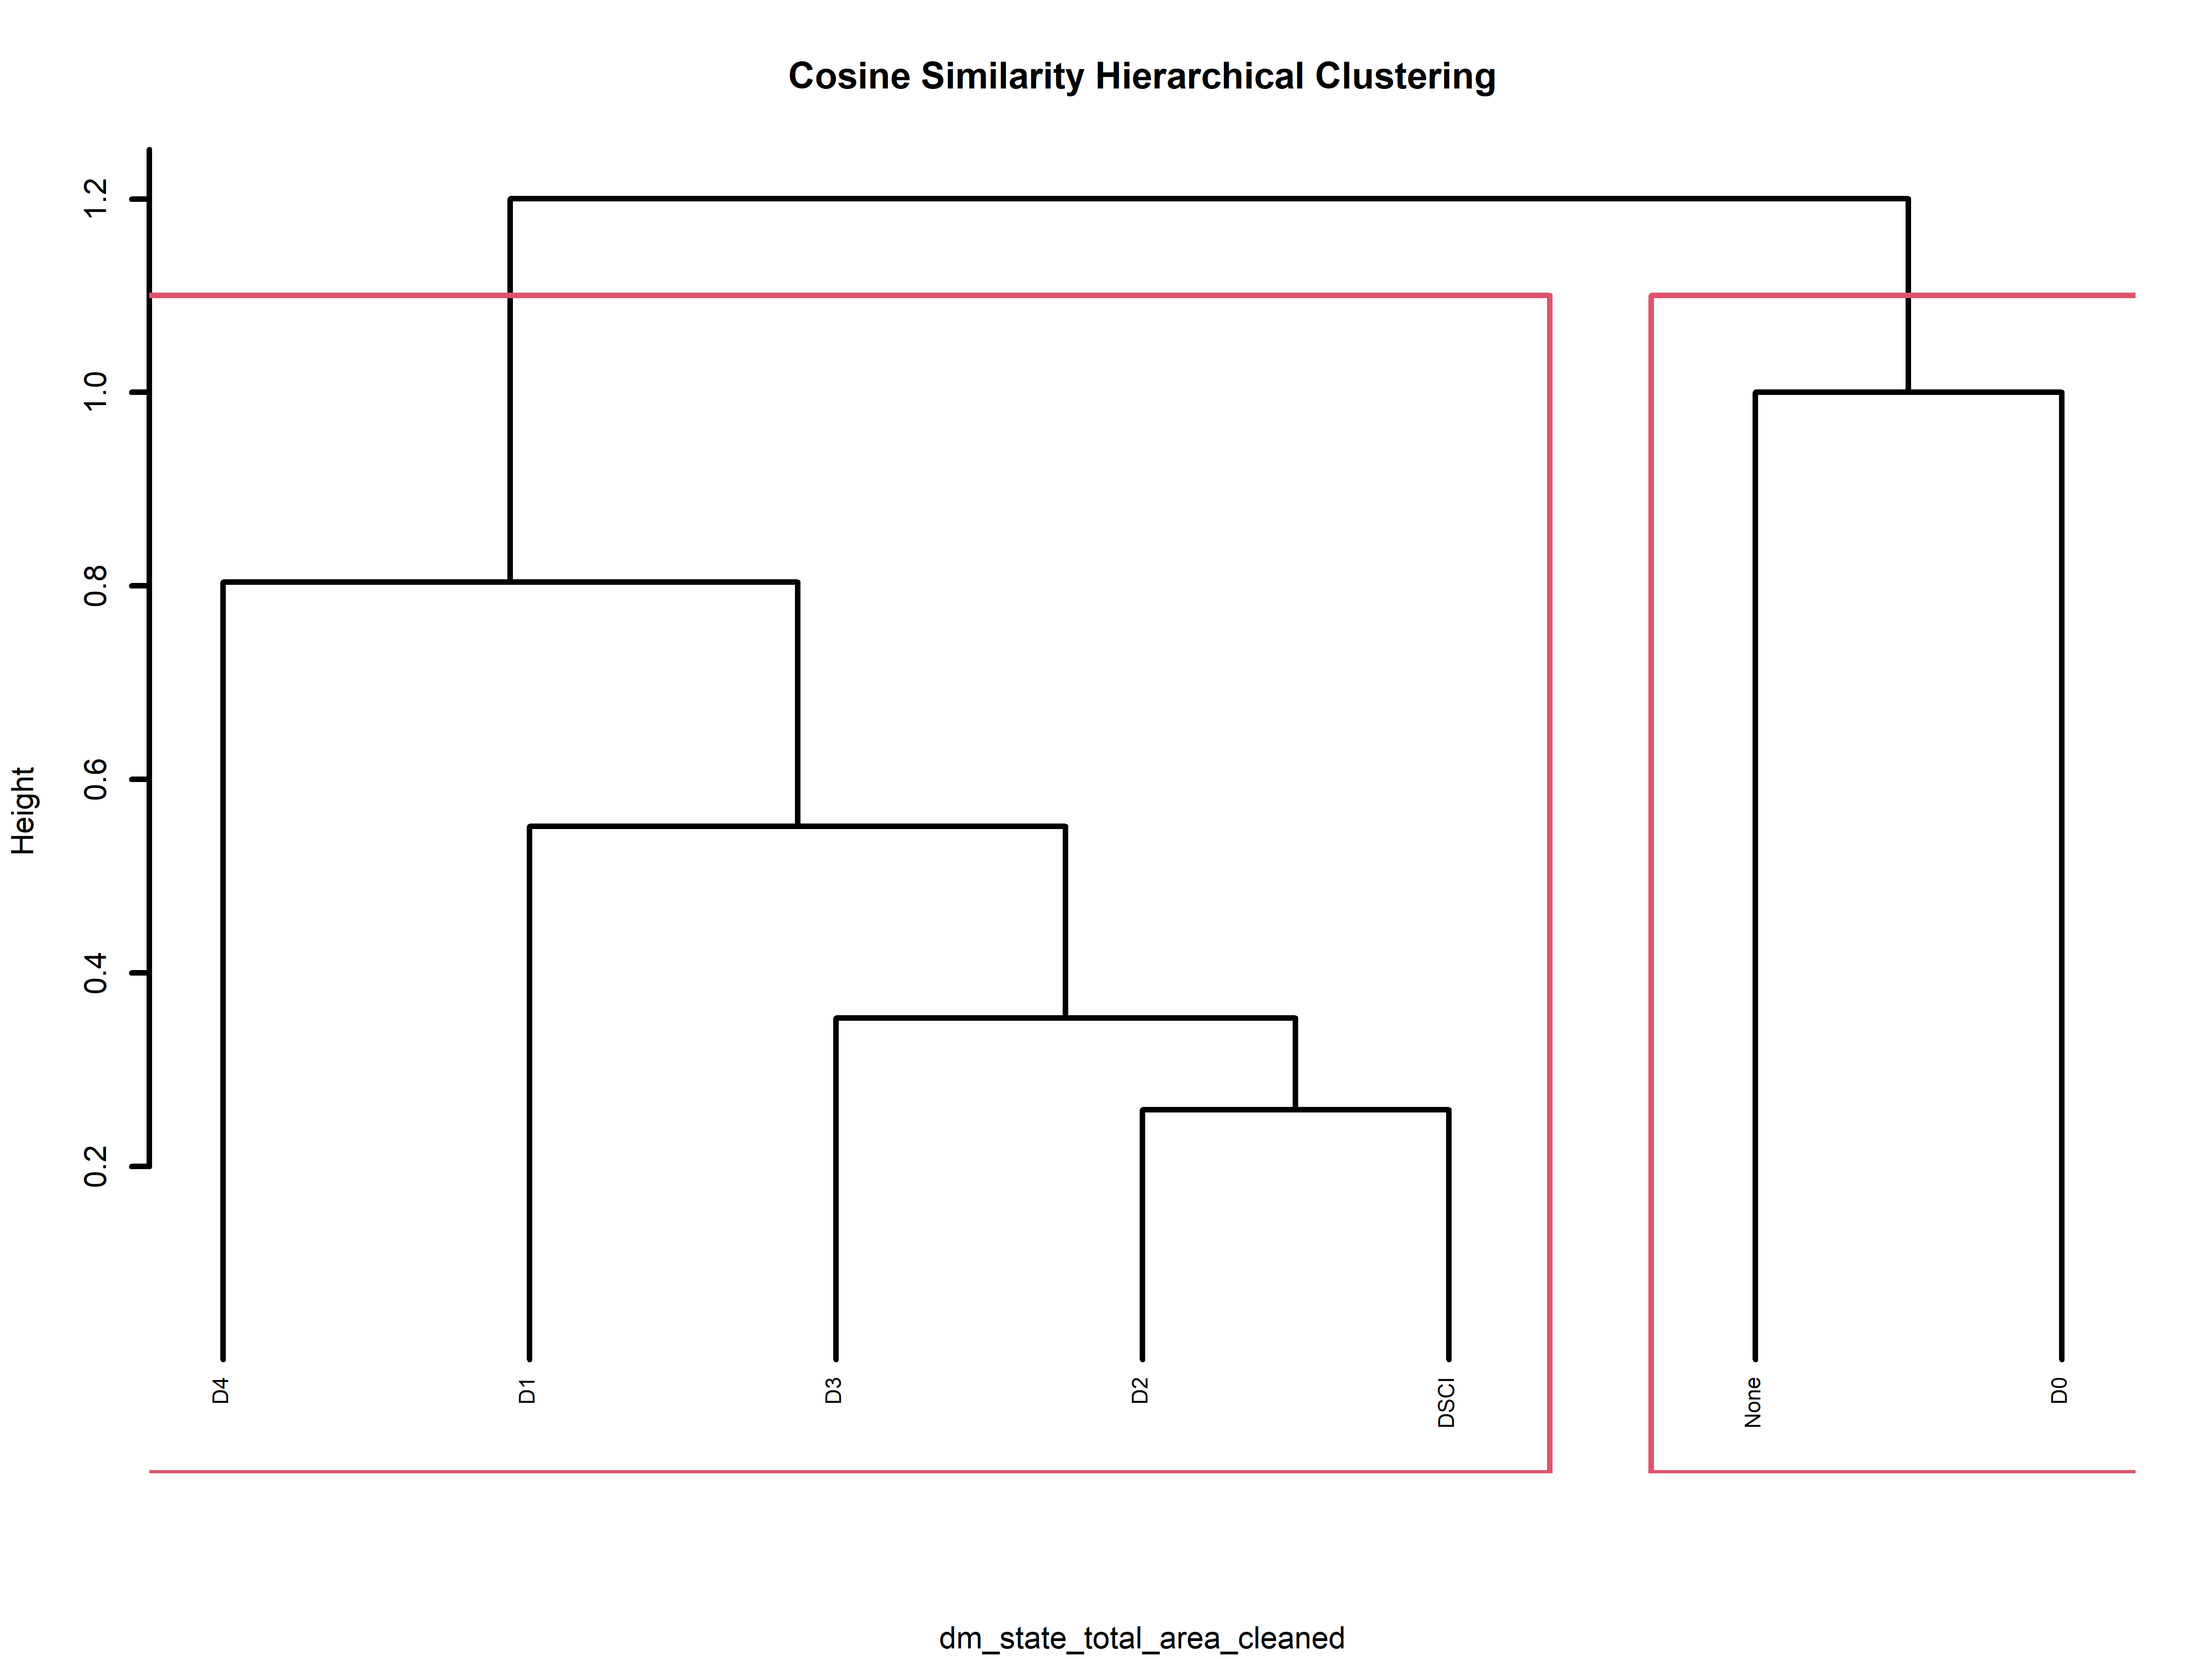 Cosine Similarity Hierarchical Clustering
Height
1.2
1.0
0.8
0.6
0.4
0.2
D4
D1
D3
D2
DSCI
None
D0
dm_state_total_area_cleaned